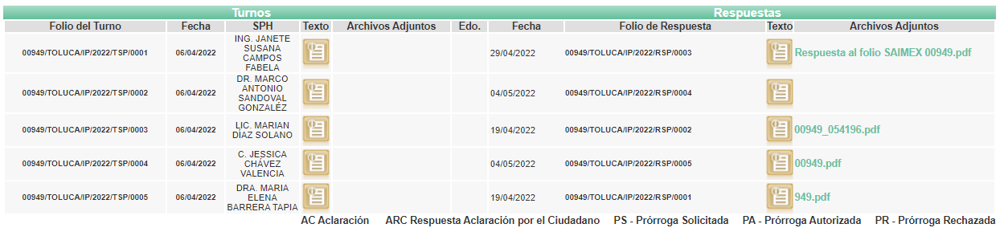 Turnos Respuestas
Folio del Turno Fecha SPH Texto Archivos Adjuntos Edo. Fecha Folio de Respuesta Texto Archivos Adjuntos
00949/TOLUCA/IP/2022/TSP/0001 06/04/2022 ING. JANETE
SUSANA
CAMPOS
FABELA 29/04/2022 00949/TOLUCA/IP/2022/RSP/0003 Respuesta al folio SAIMEX 00949.pdf
00949/TOLUCA/IP/2022/TSP/0002 06/04/2022 DR. MARCO
ANTONIO
SANDOVAL
GONZALÉZ 04/05/2022 00949/TOLUCA/IP/2022/RSP/0004
00949/TOLUCA/IP/2022/TSP/0003 06/04/2022 LIC. MARIAN
DÍAZ SOLANO 19/04/2022 00949/TOLUCA/IP/2022/RSP/0002 00949_054196.pdf
00949/TOLUCA/IP/2022/TSP/0004 06/04/2022 C. JESSICA
CHÁVEZ
VALENCIA 04/05/2022 00949/TOLUCA/IP/2022/RSP/0005 00949.pdf
00949/TOLUCA/IP/2022/TSP/0005 06/04/2022 DRA. MARIA
ELENA
BARRERA TAPIA 19/04/2022 00949/TOLUCA/IP/2022/RSP/0001 949.pdf
AC Aclaración ARC Respuesta Aclaración por el Ciudadano PS - Prórroga Solicitada PA - Prórroga Autorizada PR - Prórroga Rechazada